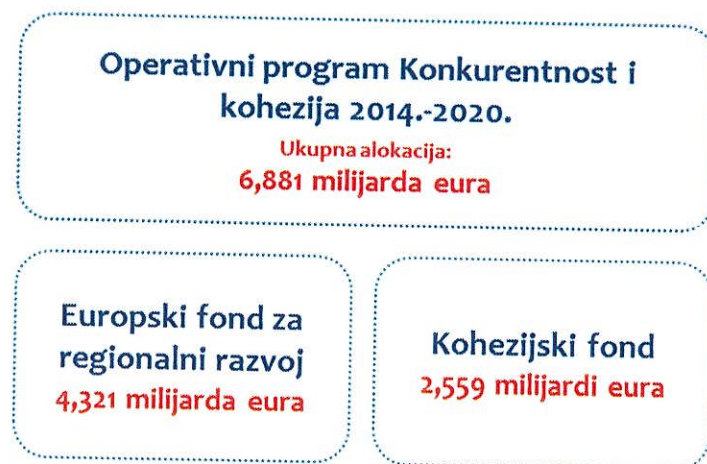 Operativni program Konkurentnost i
kohezija 2014.-2020.
Ukupna alokacija:
6,881 milijarda eura
Europski fond za
regionalni razvoj
4,321 milijarda eura
Kohezijski fond
2,559 milijardi eura